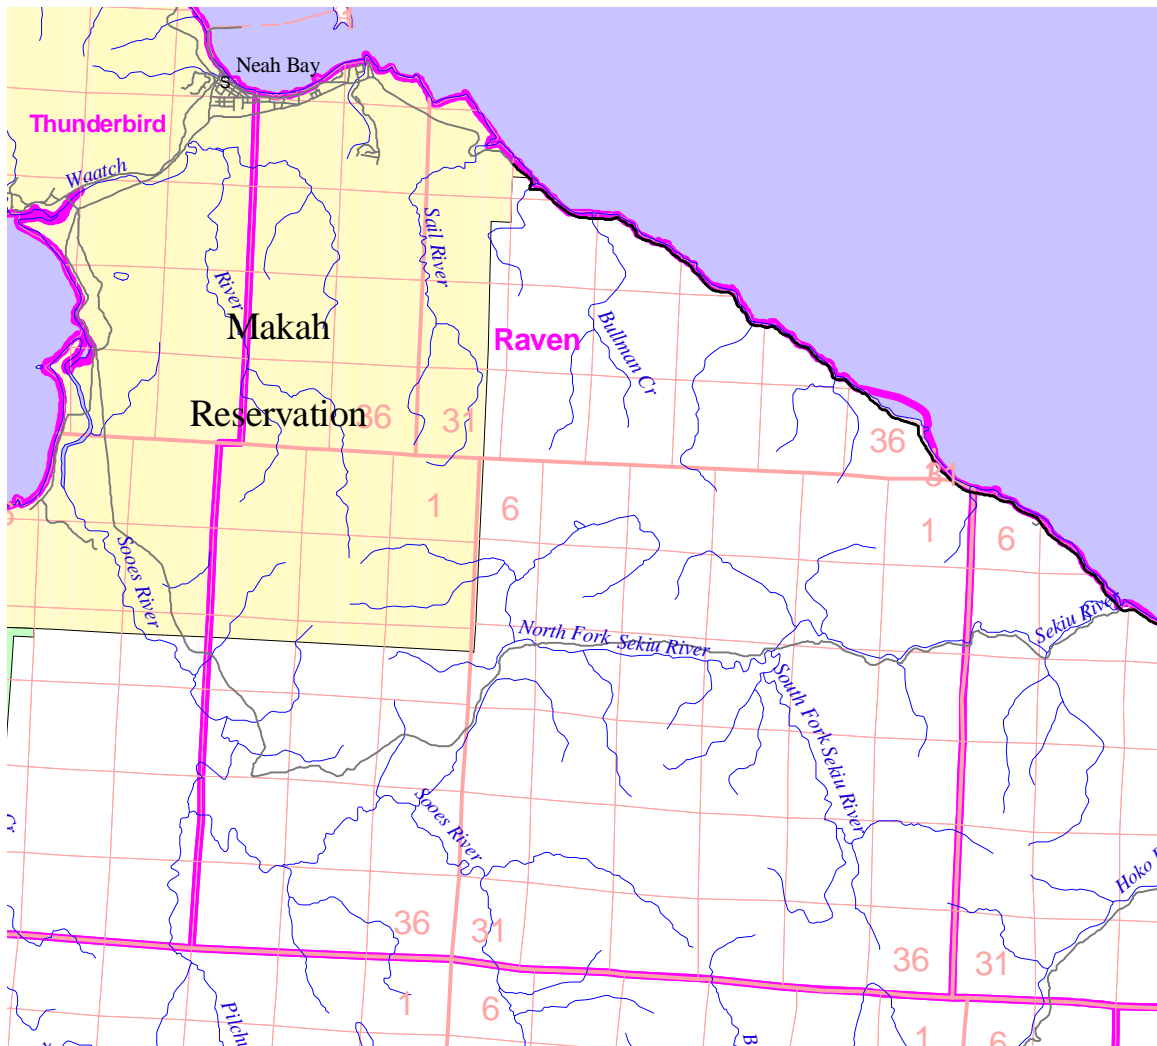 Neah Bay
S
Thunderbird
Waatch
Sail River
River
Makah
Raven
Bullman Cr
Reservation
36
31
36
31
1
6
1
6
Sooes River
Sekiu River
North Fork Sekiu River
South Fork Sekiu River
Sooes River
Cr.
Hoko
36
31
36
31
1
6
1
6